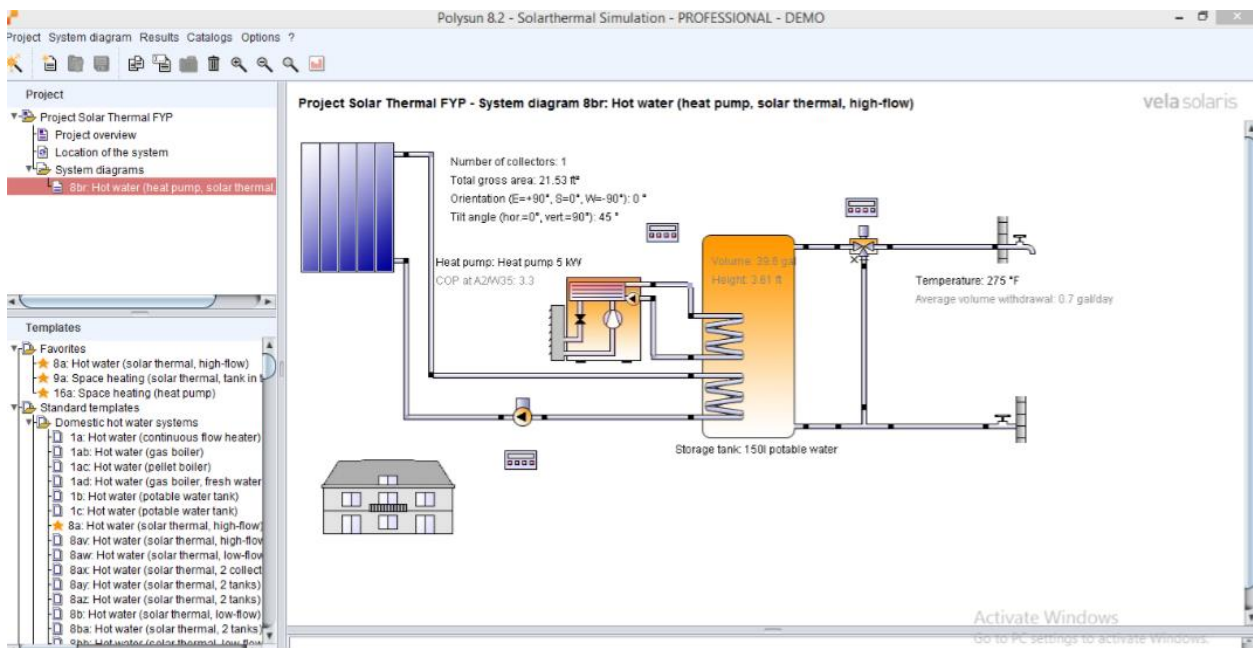 Polysun 8.2 - Solarthermal Simulation - PROFESSIONAL - DEMO
Project System diagram Results Catalogs Options ?
Project
Project Solar Thermal FYP
Project overview
Location of the system
System diagrams
8br: Hot water (heat pump, solar thermal,
Templates
Favorites
8a: Hot water (solar thermal, high-flow)
9a: Space heating (solar thermal, tank in t
16a: Space heating (heat pump)
Standard templates
Domestic hot water systems
1a: Hot water (continuous flow heater)
1ab: Hot water (gas boiler)
1ac: Hot water (pellet boiler)
1ad: Hot water (gas boiler, fresh water
1b: Hot water (potable water tank)
1c: Hot water (potable water tank)
8a: Hot water (solar thermal, high-flow)
8av: Hot water (solar thermal, high-flov
8aw: Hot water (solar thermal, low-flow
8ax: Hot water (solar thermal, 2 collect
8ay: Hot water (solar thermal, 2 tanks)
8az: Hot water (solar thermal, 2 tanks)
8b: Hot water (solar thermal, low-flow)
8ba: Hot water (solar thermal, 2 tanks)
8bb: Hot water (solar thermal, low-flow
Project Solar Thermal FYP - System diagram 8br: Hot water (heat pump, solar thermal, high-flow)
vela solaris
Number of collectors: 1
Total gross area: 21.53 ft²
Orientation (E=+90°, S=0°, W=-90°): 0 °
Tilt angle (hor.=0°, vert.=90°): 45 °
Heat pump: Heat pump 5 kW
COP at A2/W35: 3.3
Volume: 39.6 gal
Height: 3.61 ft
Temperature: 275 °F
Average volume withdrawal: 0.7 gal/day
Storage tank: 150l potable water
Activate Windows
Go to PC settings to activate Windows.